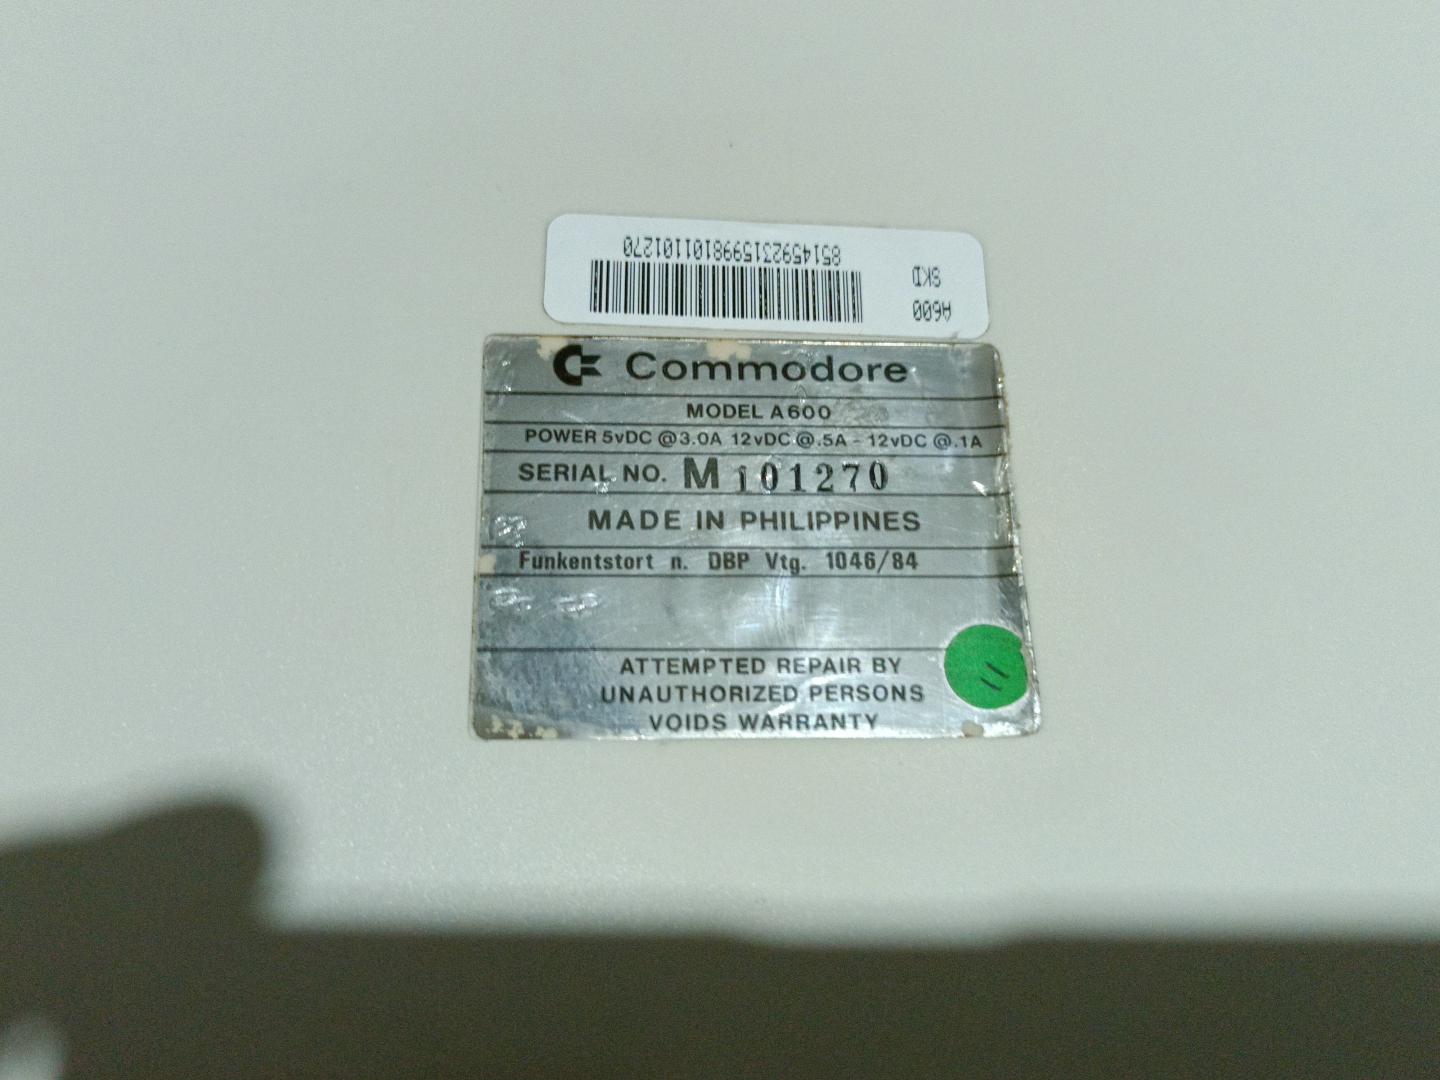 A600
SKD
8514592315998101101270
Commodore
MODEL A600
POWER 5vDC @3.0A 12vDC @.5A - 12vDC @.1A
SERIAL NO. M 101270
MADE IN PHILIPPINES
Funkentstort n. DBP Vtg. 1046/84
ATTEMPTED REPAIR BY
UNAUTHORIZED PERSONS
VOIDS WARRANTY